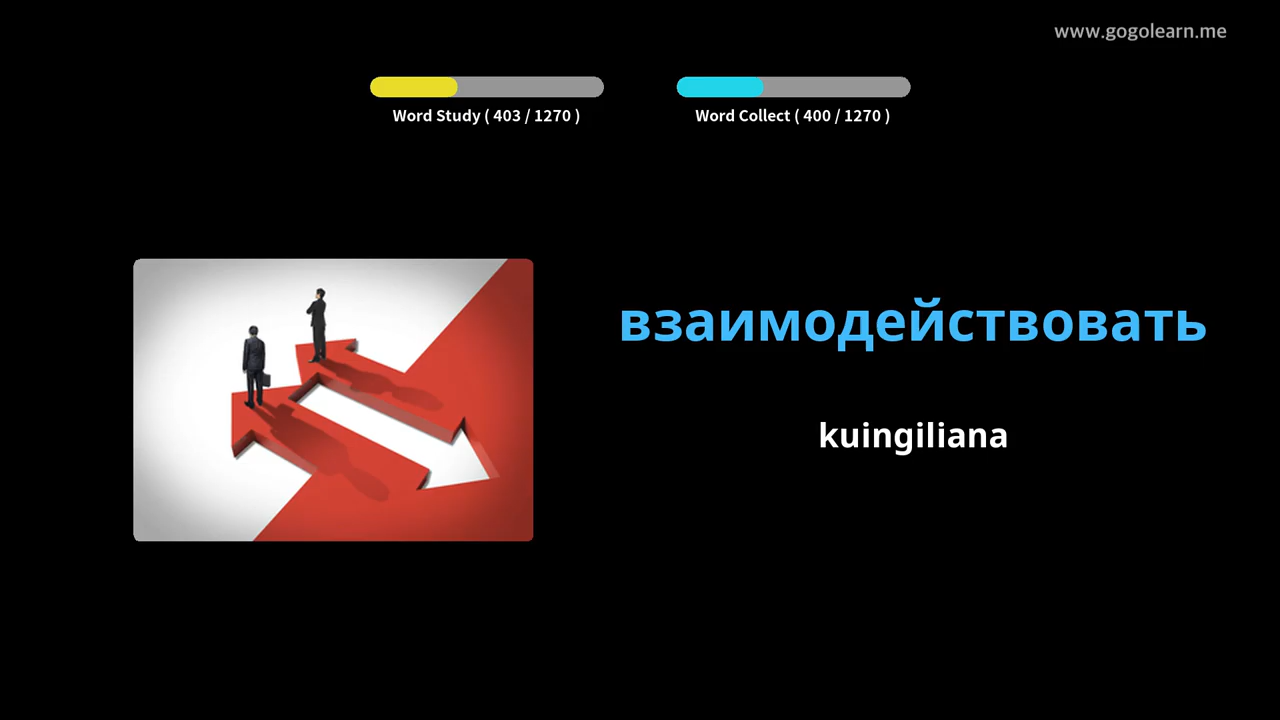 www.gogolearn.me
Word Study ( 403 / 1270 )
Word Collect ( 400 / 1270 )
взаимодействовать
kuingiliana